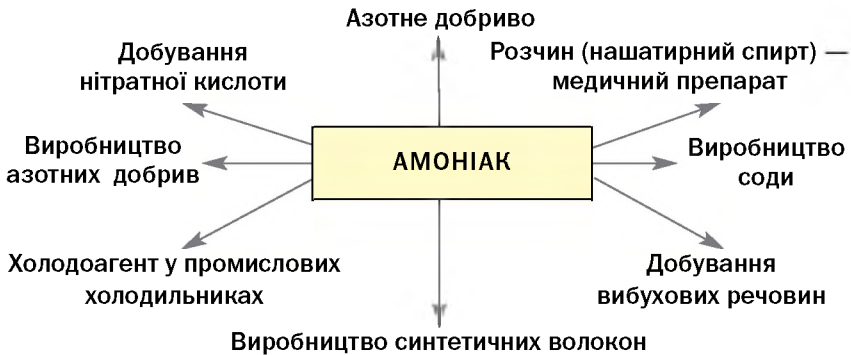 Азотне добриво
Добування
нітратної кислоти
Розчин (нашатирний спирт) —
медичний препарат
Виробництво
азотних добрив
АМОНІАК
Виробництво
соди
Холодоагент у промислових
холодильниках
Добування
вибухових речовин
Виробництво синтетичних волокон